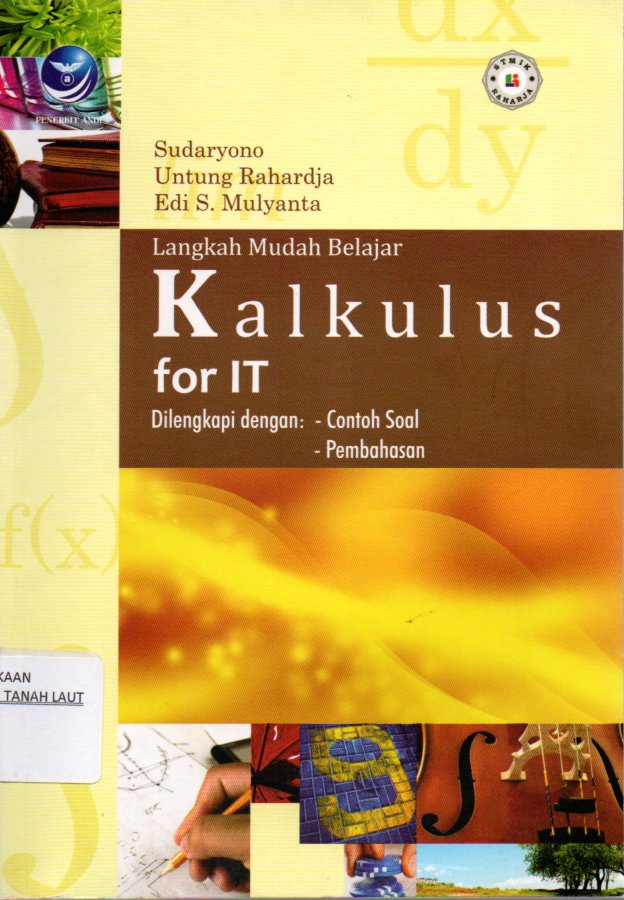 dx
dy
a
PENERBIT ANDI
STMIK
RAHARJA
Sudaryono
Untung Rahardja
Edi S. Mulyanta
Langkah Mudah Belajar
Kalkulus
for IT
Dilengkapi dengan: - Contoh Soal
- Pembahasan
f(x)
KAAN
TANAH LAUT